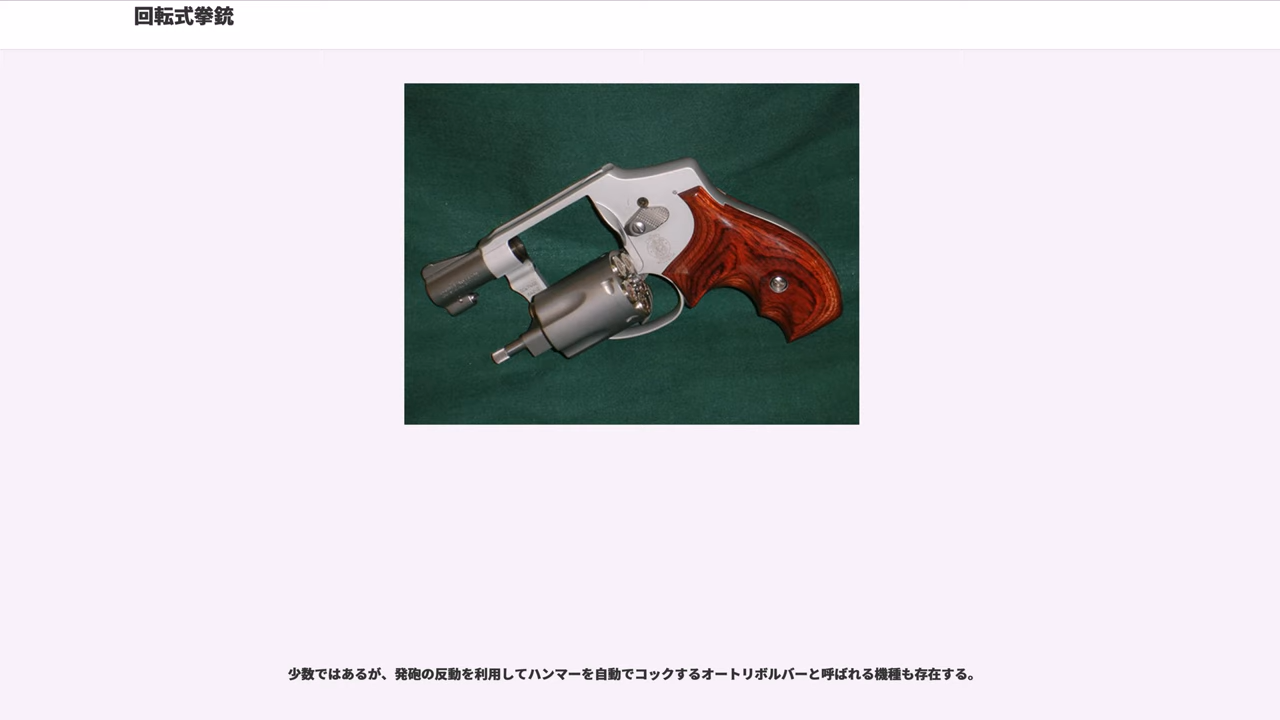 回転式拳銃
少数ではあるが、発砲の反動を利用してハンマーを自動でコックするオートリボルバーと呼ばれる機種も存在する。